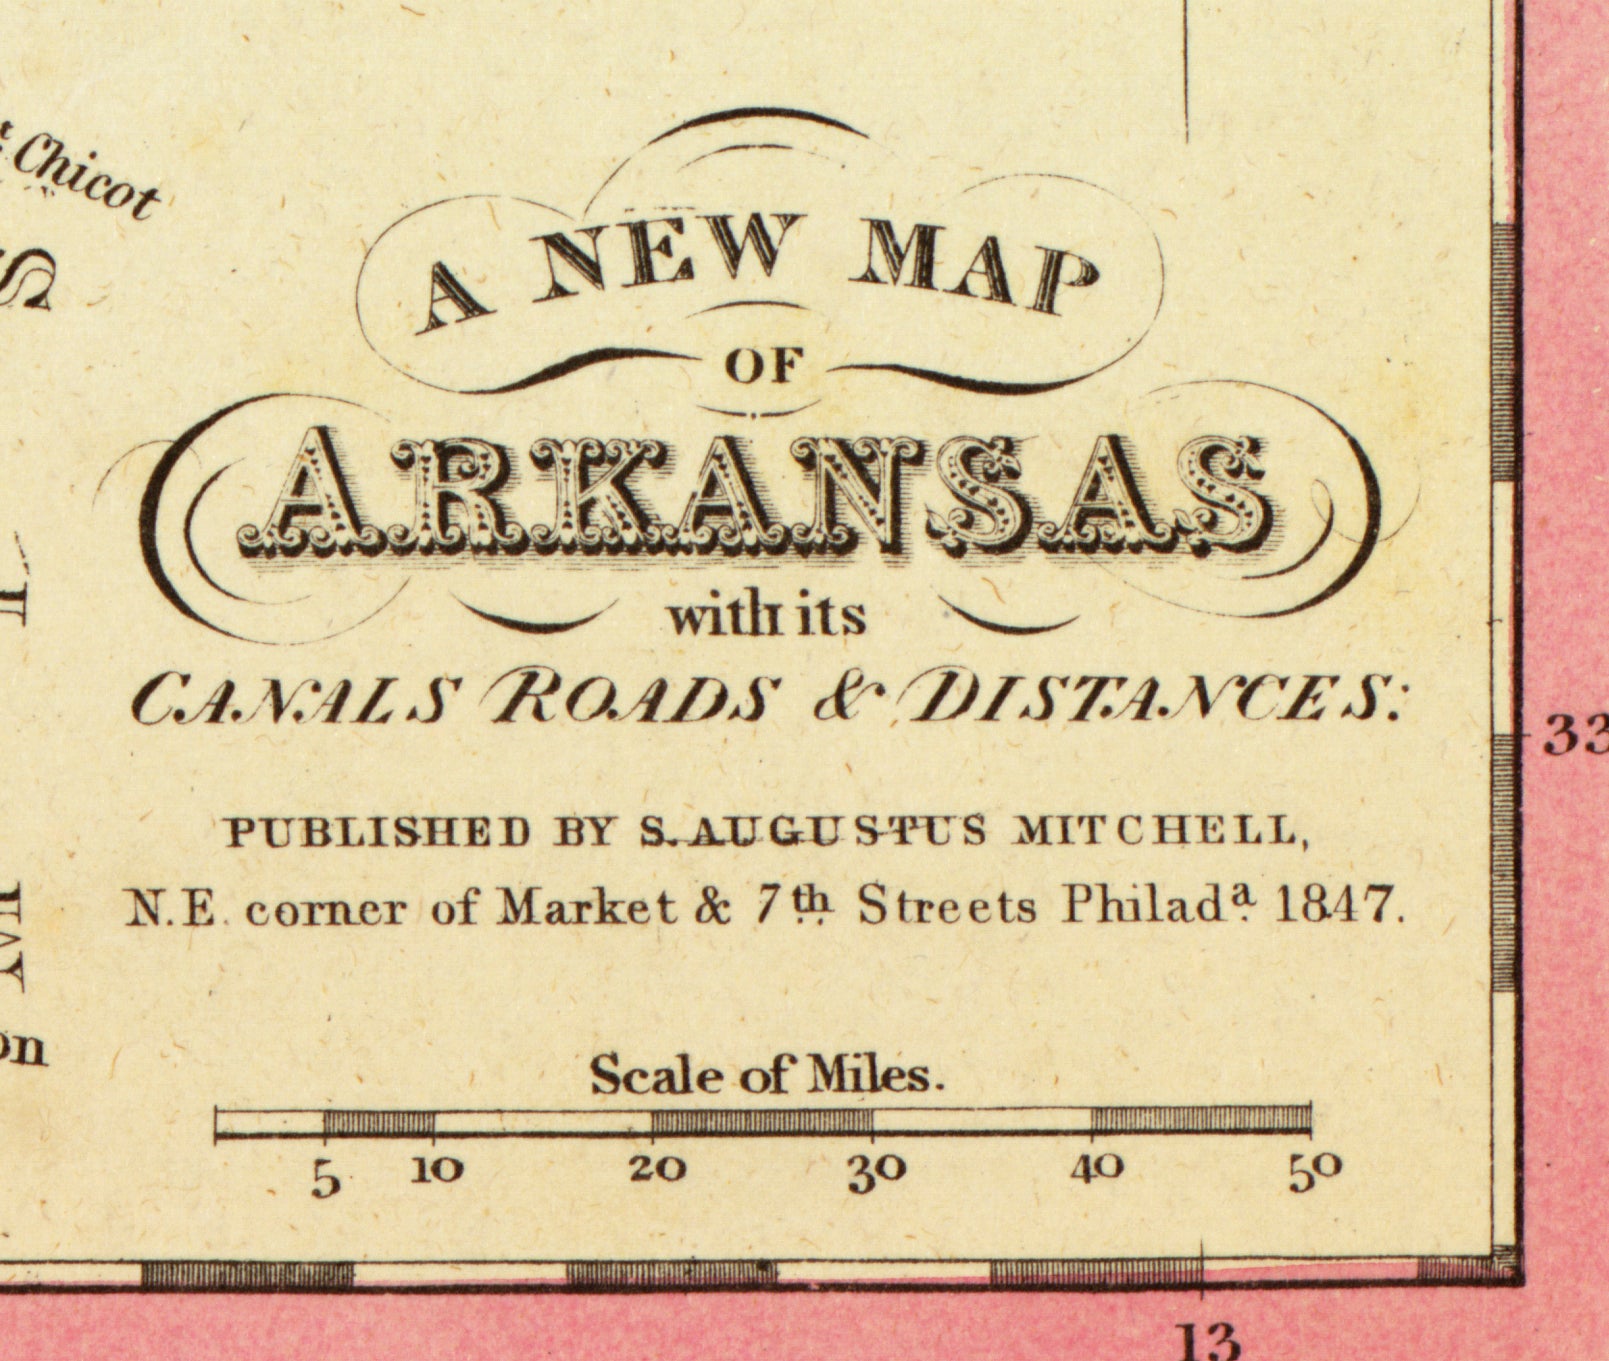 Chicot
A NEW MAP
OF
ARKANSAS
with its
CANALS ROADS & DISTANCES:
33
PUBLISHED BY S. AUGUSTUS MITCHELL,
N.E. corner of Market & 7th Streets Philada. 1847.
Scale of Miles.
5 10 20 30 40 50
13